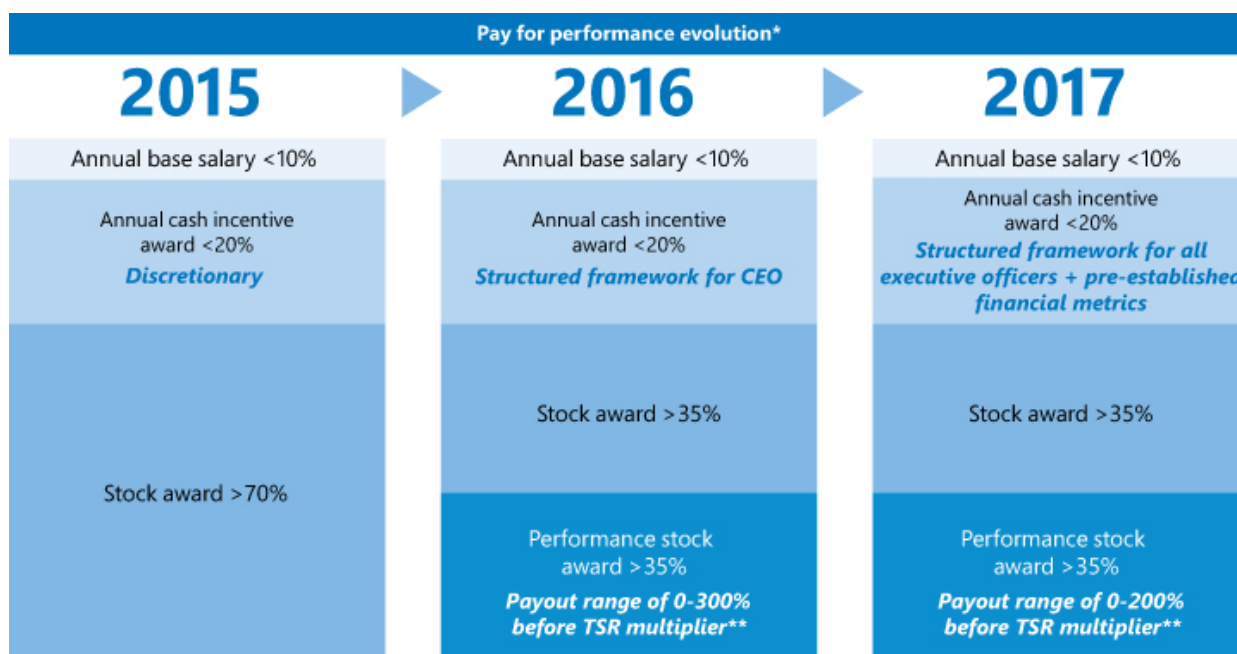 Pay for performance evolution*
2015
2016
2017
Annual base salary <10%
Annual cash incentive
award <20%
Discretionary
Stock award >70%
Annual base salary <10%
Annual cash incentive
award <20%
Structured framework for CEO
Stock award >35%
Performance stock
award >35%
Payout range of 0-300%
before TSR multiplier**
Annual base salary <10%
Annual cash incentive
award <20%
Structured framework for all
executive officers + pre-established
financial metrics
Stock award >35%
Performance stock
award >35%
Payout range of 0-200%
before TSR multiplier**